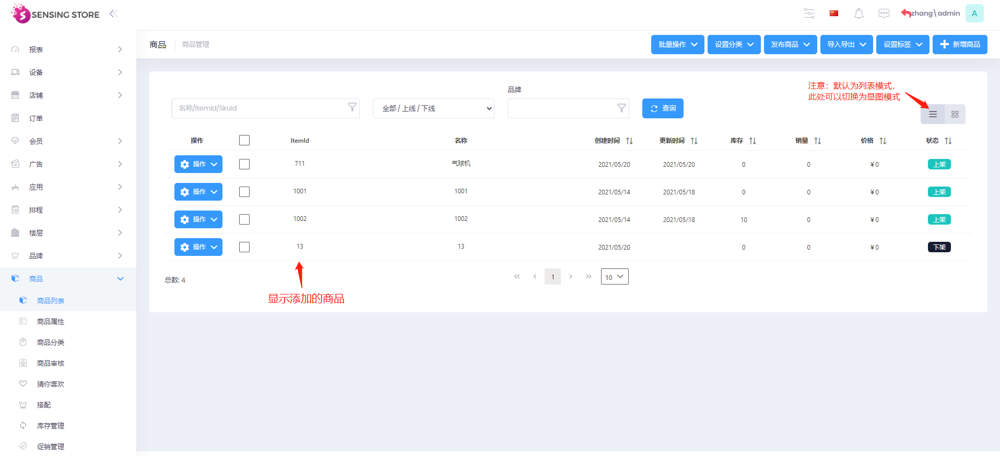 SENSING STORE
zhang\admin
A
报表
设备
店铺
订单
会员
广告
应用
排程
楼层
品牌
商品
商品列表
商品属性
商品分类
商品审核
猜你喜欢
搭配
库存管理
促销管理
商品 商品管理
批量操作 设置分类 发布商品 导入导出 设置标签 新增商品
注意：默认为列表模式，
此处可以切换为显图模式
品牌
名称/ItemId/SkuId 全部 / 上线 / 下线 查询
操作 ItemId 名称 创建时间 更新时间 库存 销量 价格 状态
操作 711 气球机 2021/05/20 2021/05/20 0 0 ¥ 0 上架
操作 1001 1001 2021/05/14 2021/05/18 0 0 ¥ 0 上架
操作 1002 1002 2021/05/14 2021/05/18 10 0 ¥ 0 上架
操作 13 13 2021/05/20 0 0 ¥ 0 下架
总数: 4 1 10
显示添加的商品